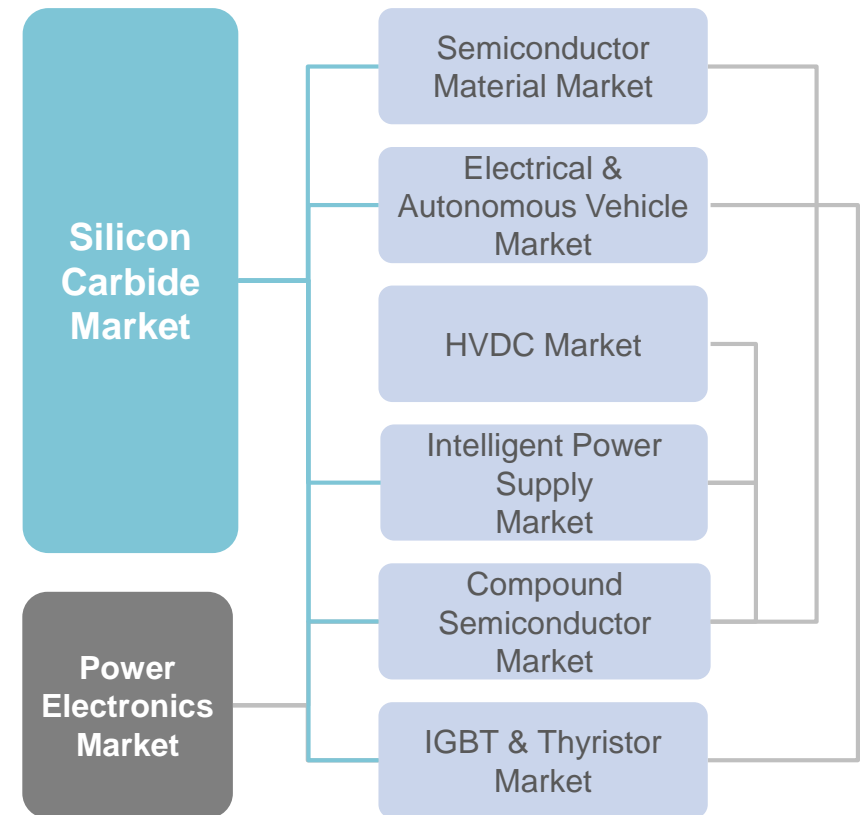 Silicon
Carbide
Market
Power
Electronics
Market
Semiconductor
Material Market
Electrical &
Autonomous Vehicle
Market
HVDC Market
Intelligent Power
Supply
Market
Compound
Semiconductor
Market
IGBT & Thyristor
Market